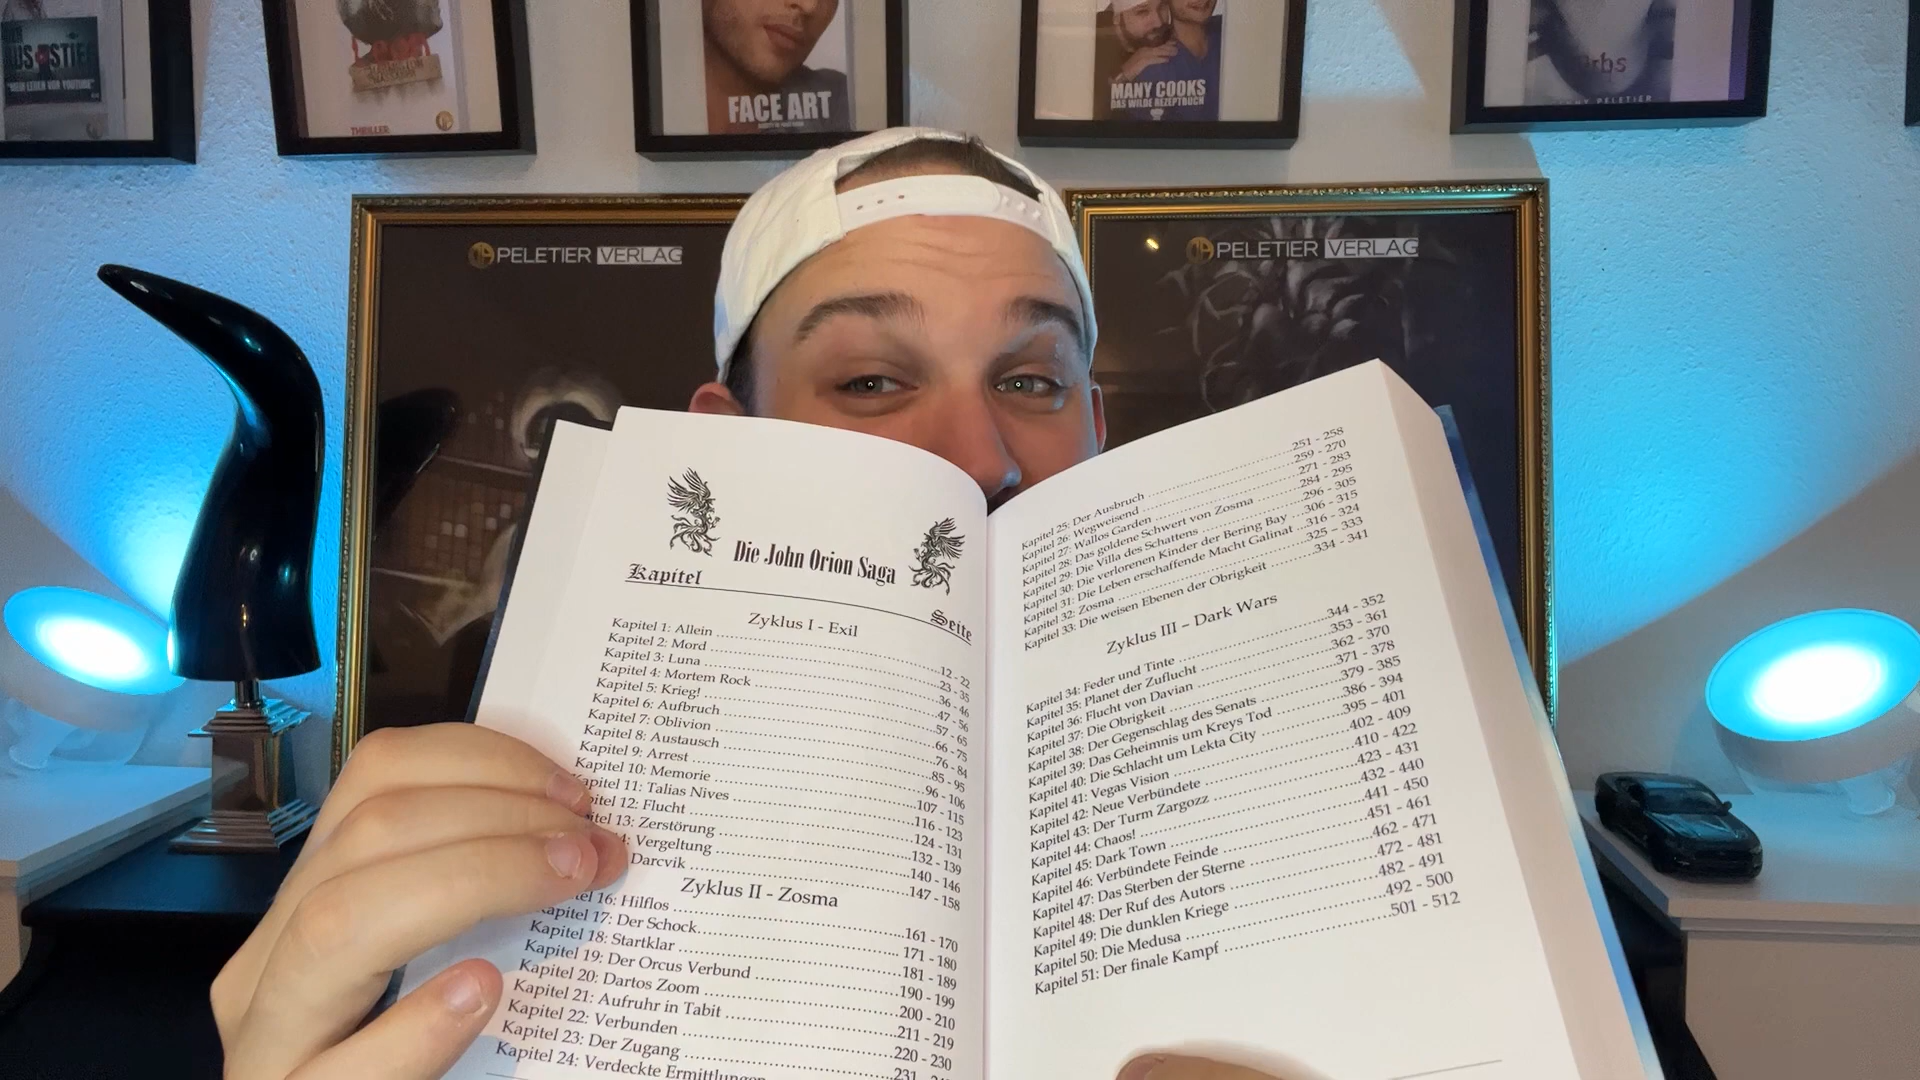 THRILLER
FACE ART
MANY COOKS
DAS WILDE REZEPTBUCH
PELETIER
PELETIER VERLAG
PELETIER VERLAG
Die John Orion Saga
Kapitel
Seite
Zyklus I - Exil
Kapitel 1: Allein 12 - 22
Kapitel 2: Mord 23 - 35
Kapitel 3: Luna 36 - 46
Kapitel 4: Mortem Rock 47 - 56
Kapitel 5: Krieg! 57 - 65
Kapitel 6: Aufbruch 66 - 75
Kapitel 7: Oblivion 76 - 84
Kapitel 8: Austausch 85 - 95
Kapitel 9: Arrest 96 - 106
Kapitel 10: Memorie 107 - 115
Kapitel 11: Talias Nives 116 - 123
pitel 12: Flucht 124 - 131
itel 13: Zerstörung 132 - 139
4: Vergeltung 140 - 146
Darcvik 147 - 158
Zyklus II - Zosma
tel 16: Hilflos 161 - 170
Kapitel 17: Der Schock 171 - 180
Kapitel 18: Startklar 181 - 189
Kapitel 19: Der Orcus Verbund 190 - 199
Kapitel 20: Dartos Zoom 200 - 210
Kapitel 21: Aufruhr in Tabit 211 - 219
Kapitel 22: Verbunden 220 - 230
Kapitel 23: Der Zugang 231
Kapitel 24: Verdeckte Ermittlungen
Kapitel 25: Der Ausbruch 251 - 258
Kapitel 26: Wegweisend 259 - 270
Kapitel 27: Wallos Garden 271 - 283
Kapitel 28: Das goldene Schwert von Zosma 284 - 295
Kapitel 29: Die Villa des Schattens 296 - 305
Kapitel 30: Die verlorenen Kinder der Bering Bay 306 - 315
Kapitel 31: Die Leben erschaffende Macht Galinat 316 - 324
Kapitel 32: Zosma 325 - 333
Kapitel 33: Die weisen Ebenen der Obrigkeit 334 - 341
Zyklus III – Dark Wars
Kapitel 34: Feder und Tinte 344 - 352
Kapitel 35: Planet der Zuflucht 353 - 361
Kapitel 36: Flucht von Davian 362 - 370
Kapitel 37: Die Obrigkeit 371 - 378
Kapitel 38: Der Gegenschlag des Senats 379 - 385
Kapitel 39: Das Geheimnis um Kreys Tod 386 - 394
Kapitel 40: Die Schlacht um Lekta City 395 - 401
Kapitel 41: Vegas Vision 402 - 409
Kapitel 42: Neue Verbündete 410 - 422
Kapitel 43: Der Turm Zargozz 423 - 431
Kapitel 44: Chaos! 432 - 440
Kapitel 45: Dark Town 441 - 450
Kapitel 46: Verbündete Feinde 451 - 461
Kapitel 47: Das Sterben der Sterne 462 - 471
Kapitel 48: Der Ruf des Autors 472 - 481
Kapitel 49: Die dunklen Kriege 482 - 491
Kapitel 50: Die Medusa 492 - 500
Kapitel 51: Der finale Kampf 501 - 512